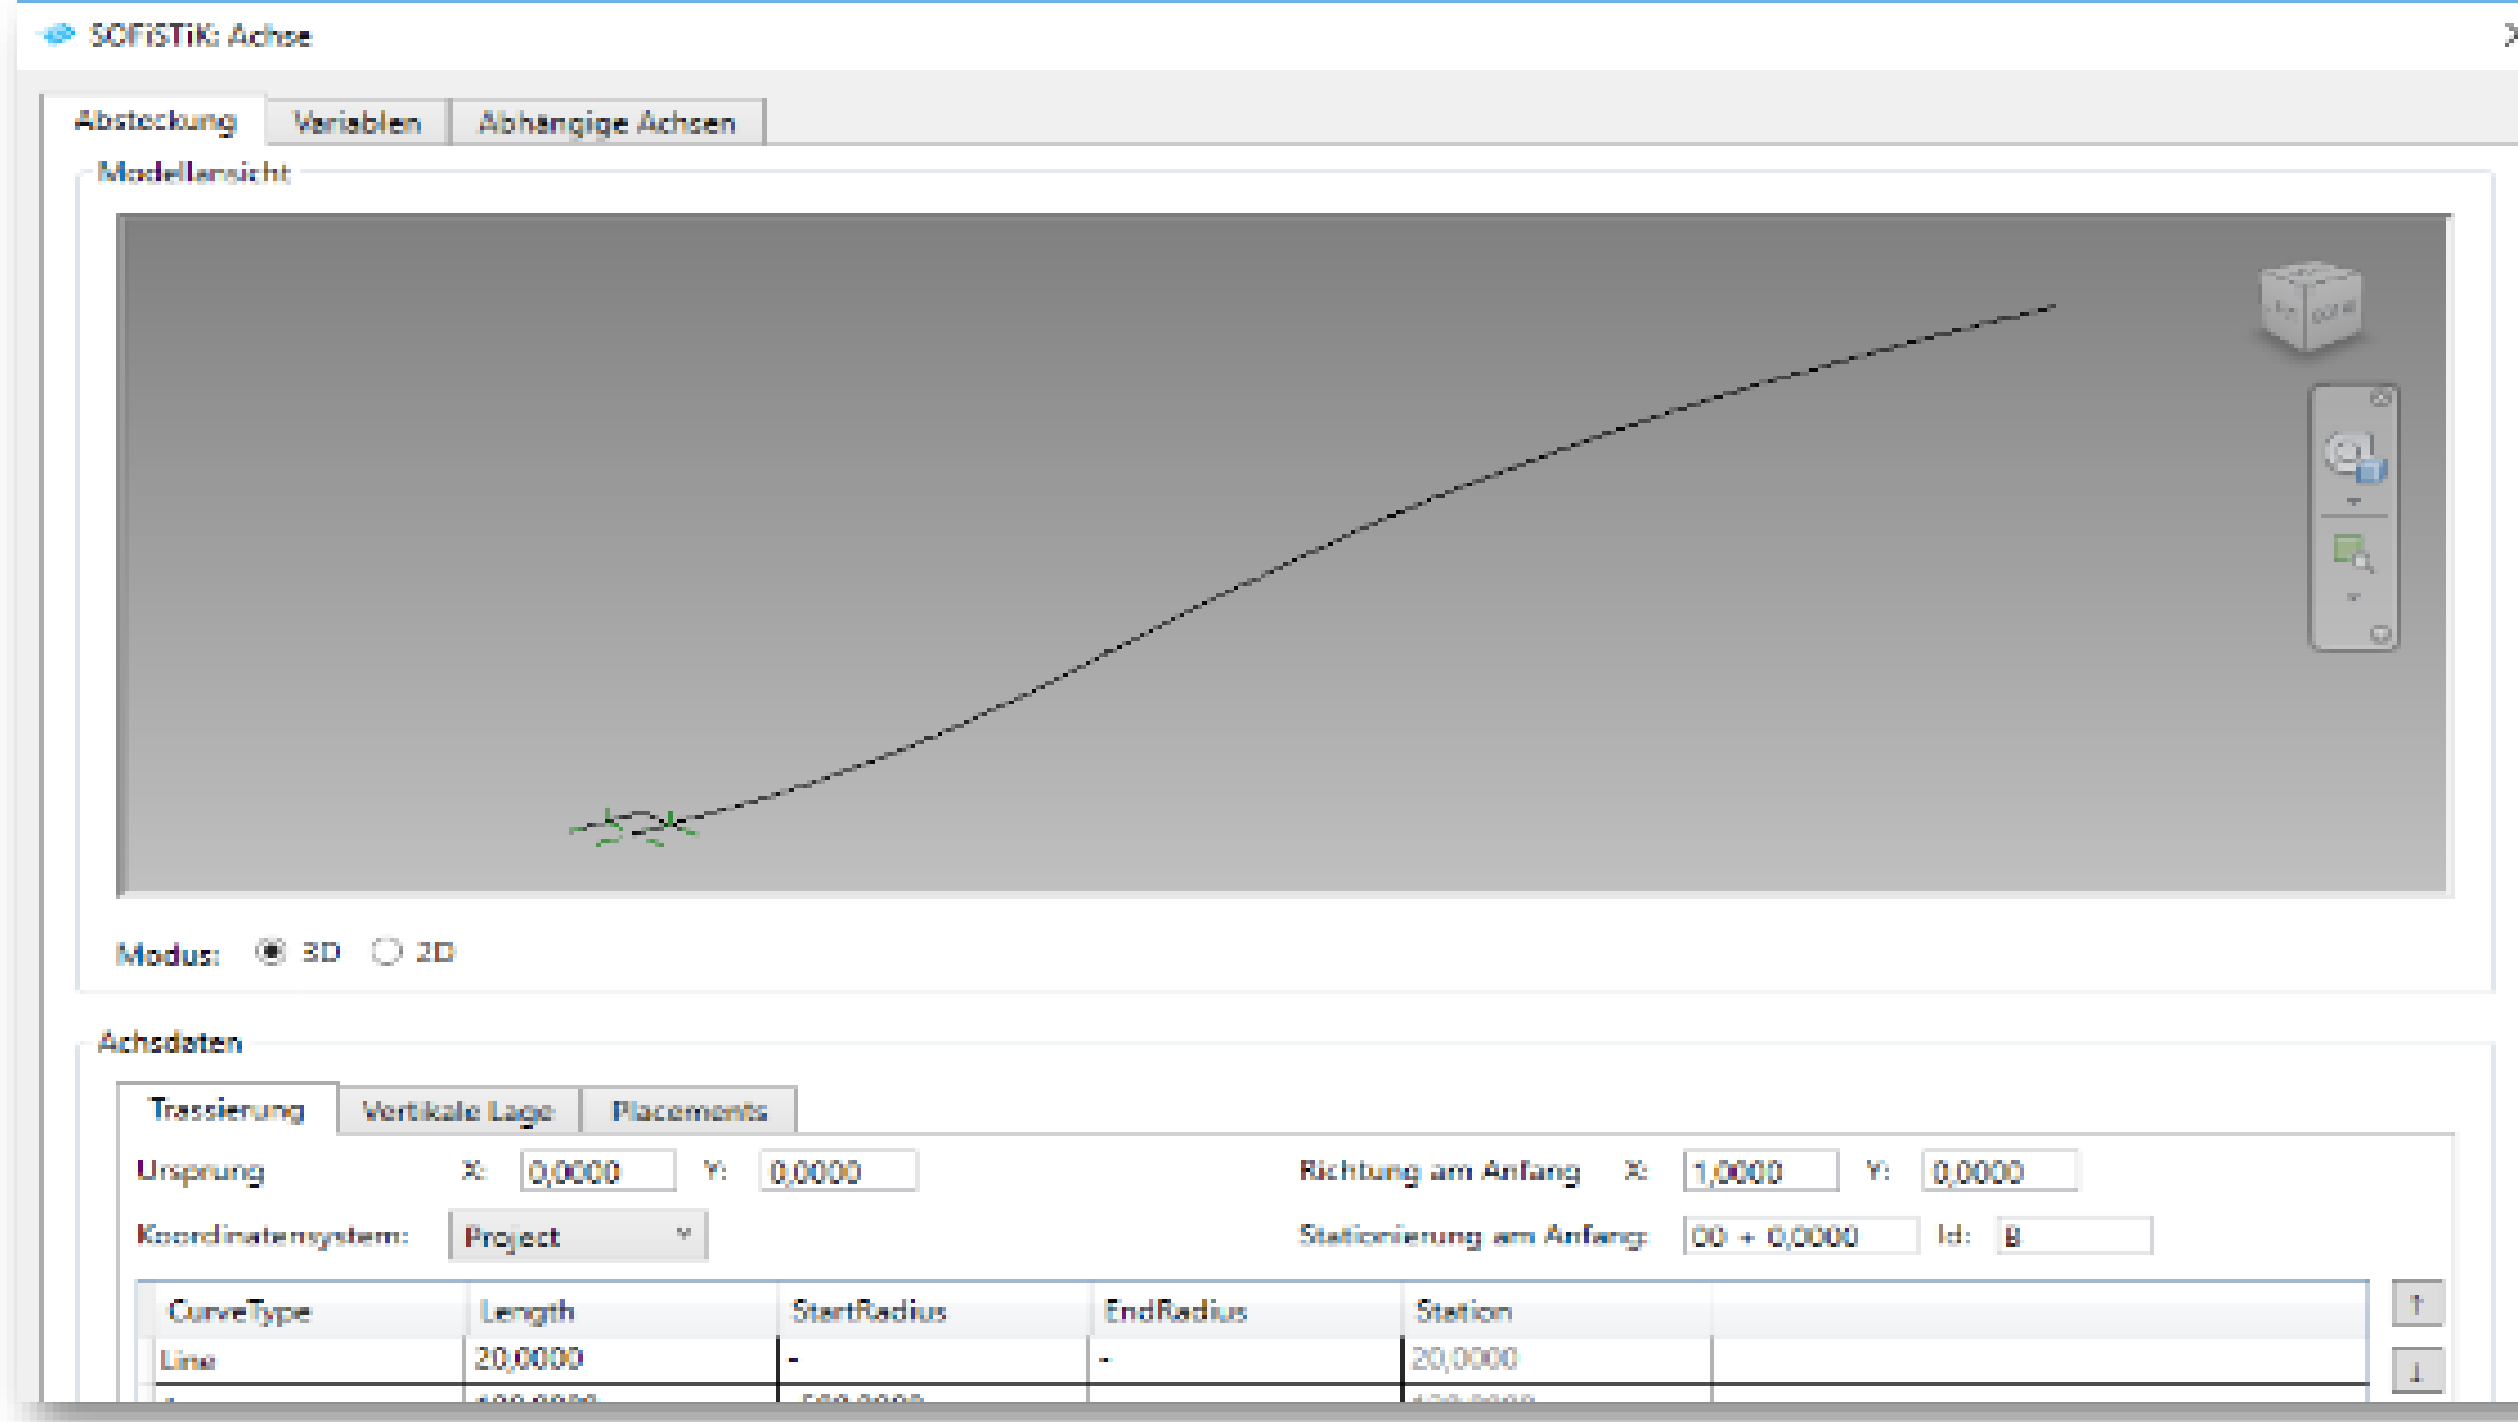 SOFiSTiK: Achse
Absteckung Variablen Abhängige Achsen
Modellansicht
Modus: 3D 2D
Achsdaten
Trassierung Vertikale Lage Placements
Ursprung X: 0,0000 Y: 0,0000 Richtung am Anfang X: 1,0000 Y: 0,0000
Koordinatensystem: Project Stationierung am Anfang: 00 + 0,0000 Id: B
CurveType Length StartRadius EndRadius Station
Line 20,0000 - - 20,0000